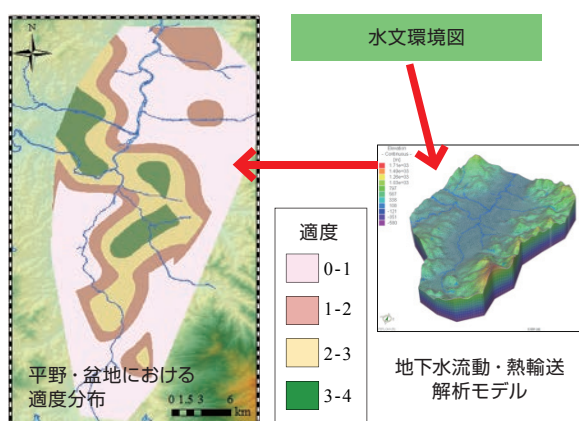 水文環境図
N
適度
0-1
1-2
2-3
3-4
平野・盆地における
適度分布
0 1.5 3 6
km
Elevation
- Continuous -
[m]
地下水流動・熱輸送
解析モデル